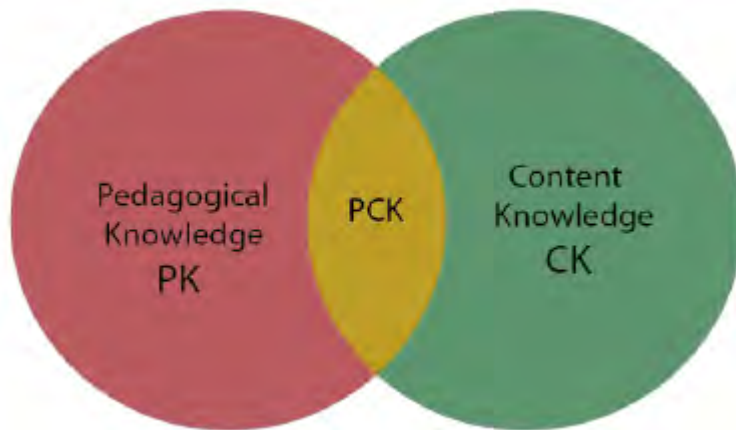 Pedagogical
Knowledge
PK
PCK
Content
Knowledge
CK